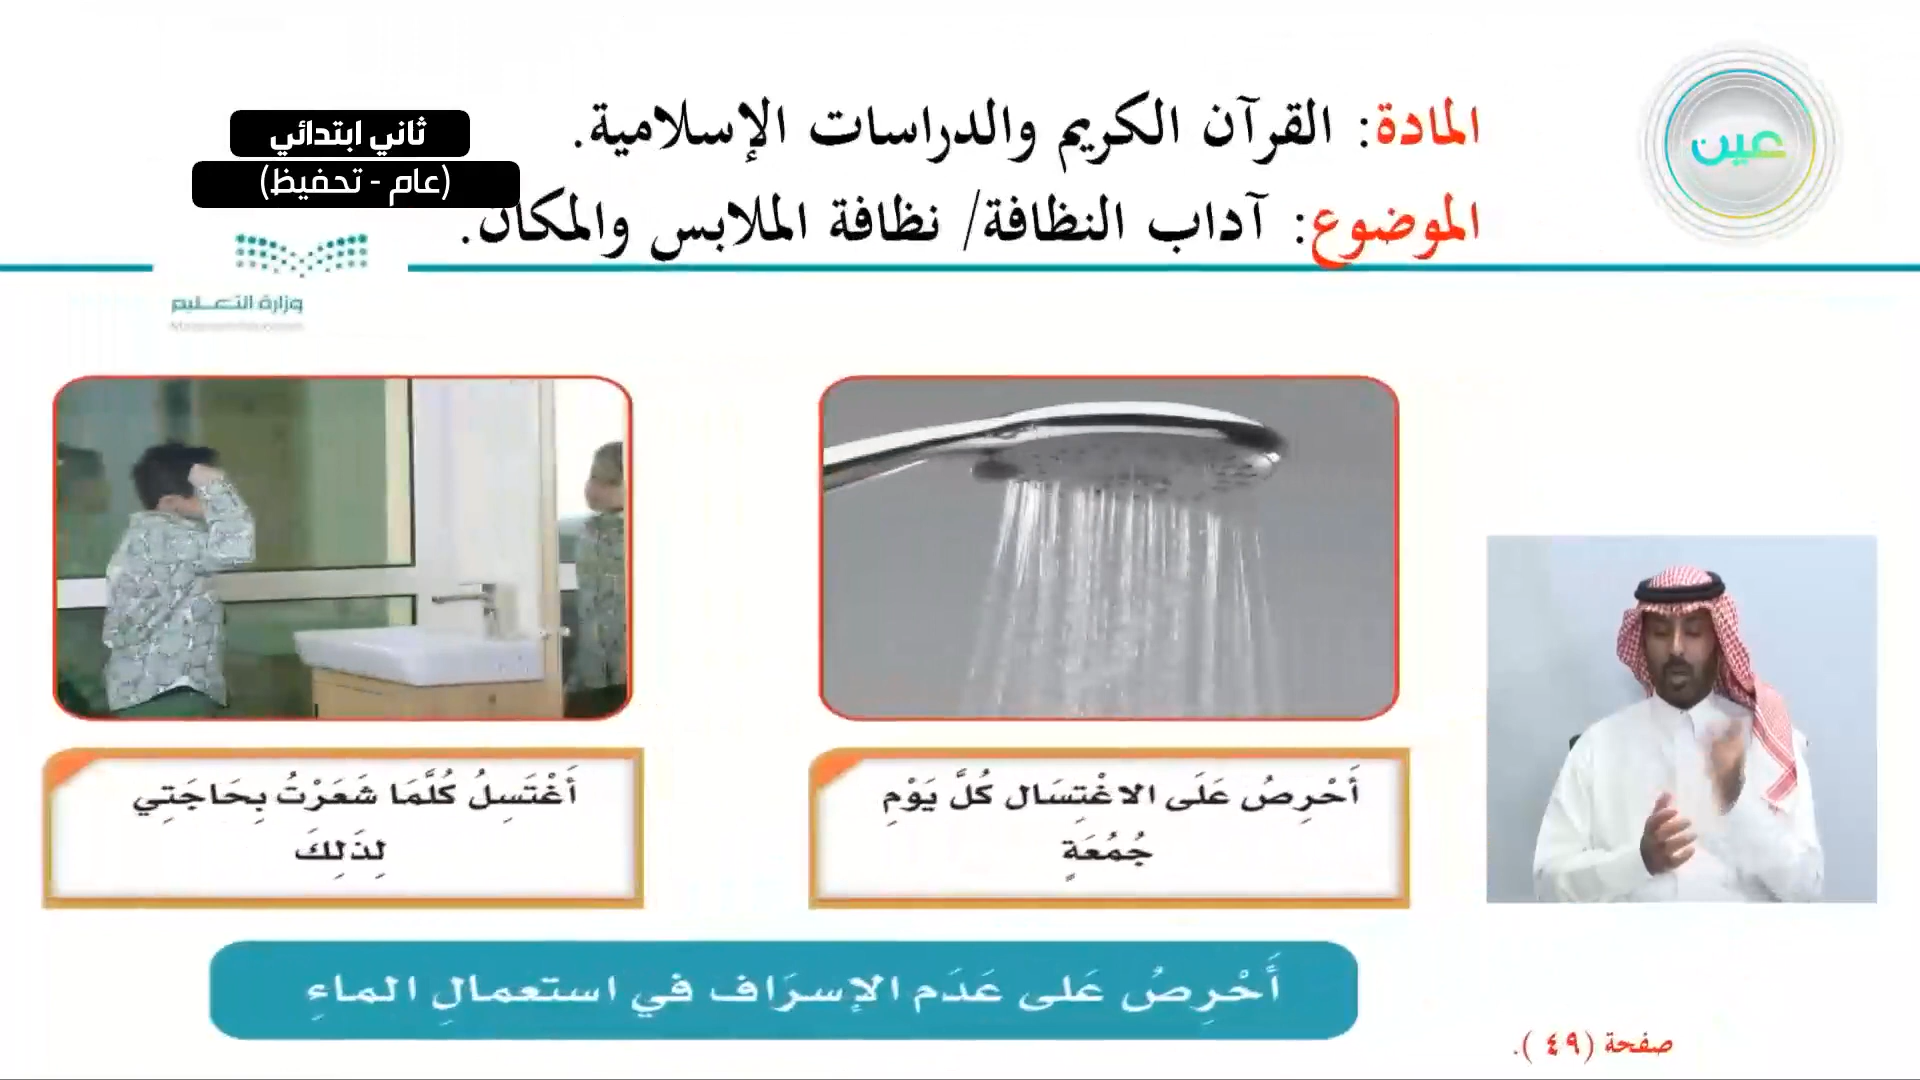 المادة: القرآن الكريم والدراسات الإسلامية.
الموضوع: آداب النظافة/ نظافة الملابس والمكان.
ثاني ابتدائي
(عام - تحفيظ)
عين
وزارة التعليم
أَحْرِصُ عَلَى الاغْتِسَال كُلَّ يَوْمِ
جُمُعَةٍ
أَغْتَسِلُ كُلَّمَا شَعَرْتُ بِحَاجَتِي
لِذَلِكَ
أَحْرِصُ عَلى عَدَم الإسرَاف في استعمالِ الماءِ
صفحة (٤٩ ).